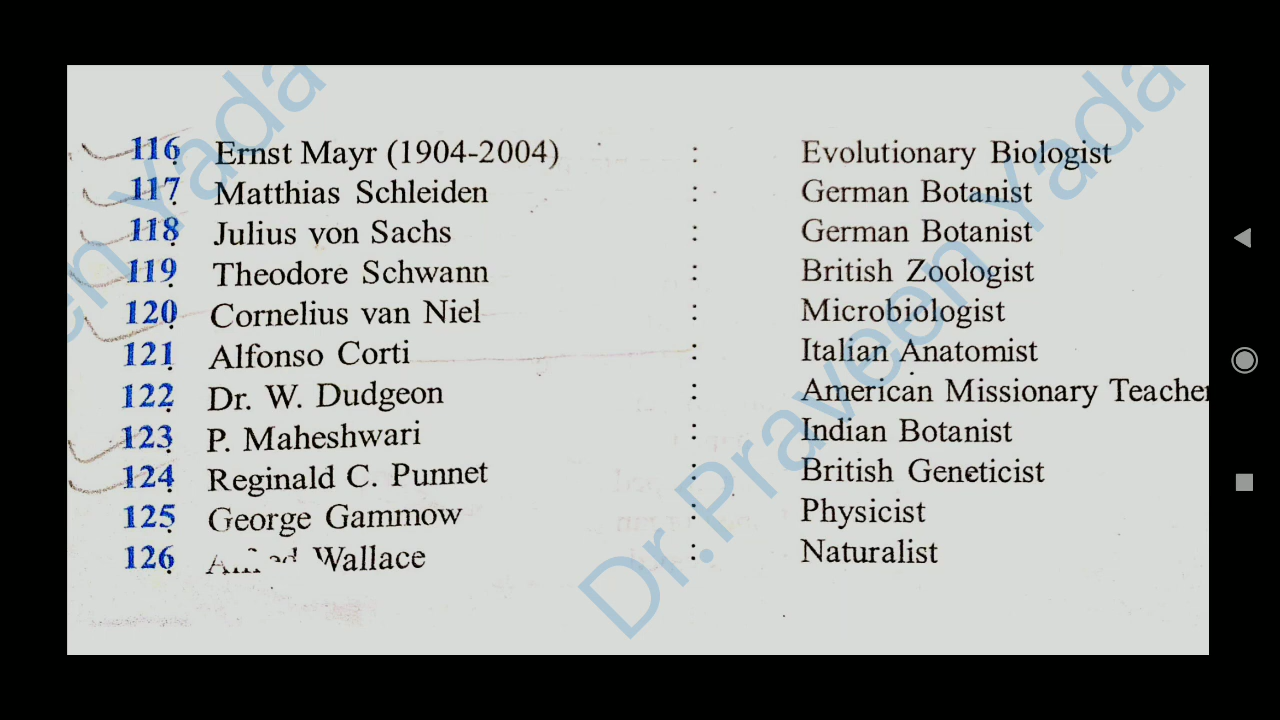 116. Ernst Mayr (1904-2004) : Evolutionary Biologist
117. Matthias Schleiden : German Botanist
118. Julius von Sachs : German Botanist
119. Theodore Schwann : British Zoologist
120. Cornelius van Niel : Microbiologist
121. Alfonso Corti : Italian Anatomist
122. Dr. W. Dudgeon : American Missionary Teacher
123. P. Maheshwari : Indian Botanist
124. Reginald C. Punnet : British Geneticist
125. George Gammow : Physicist
126. Wallace : Naturalist
Dr.Praveen Yada
en Yada